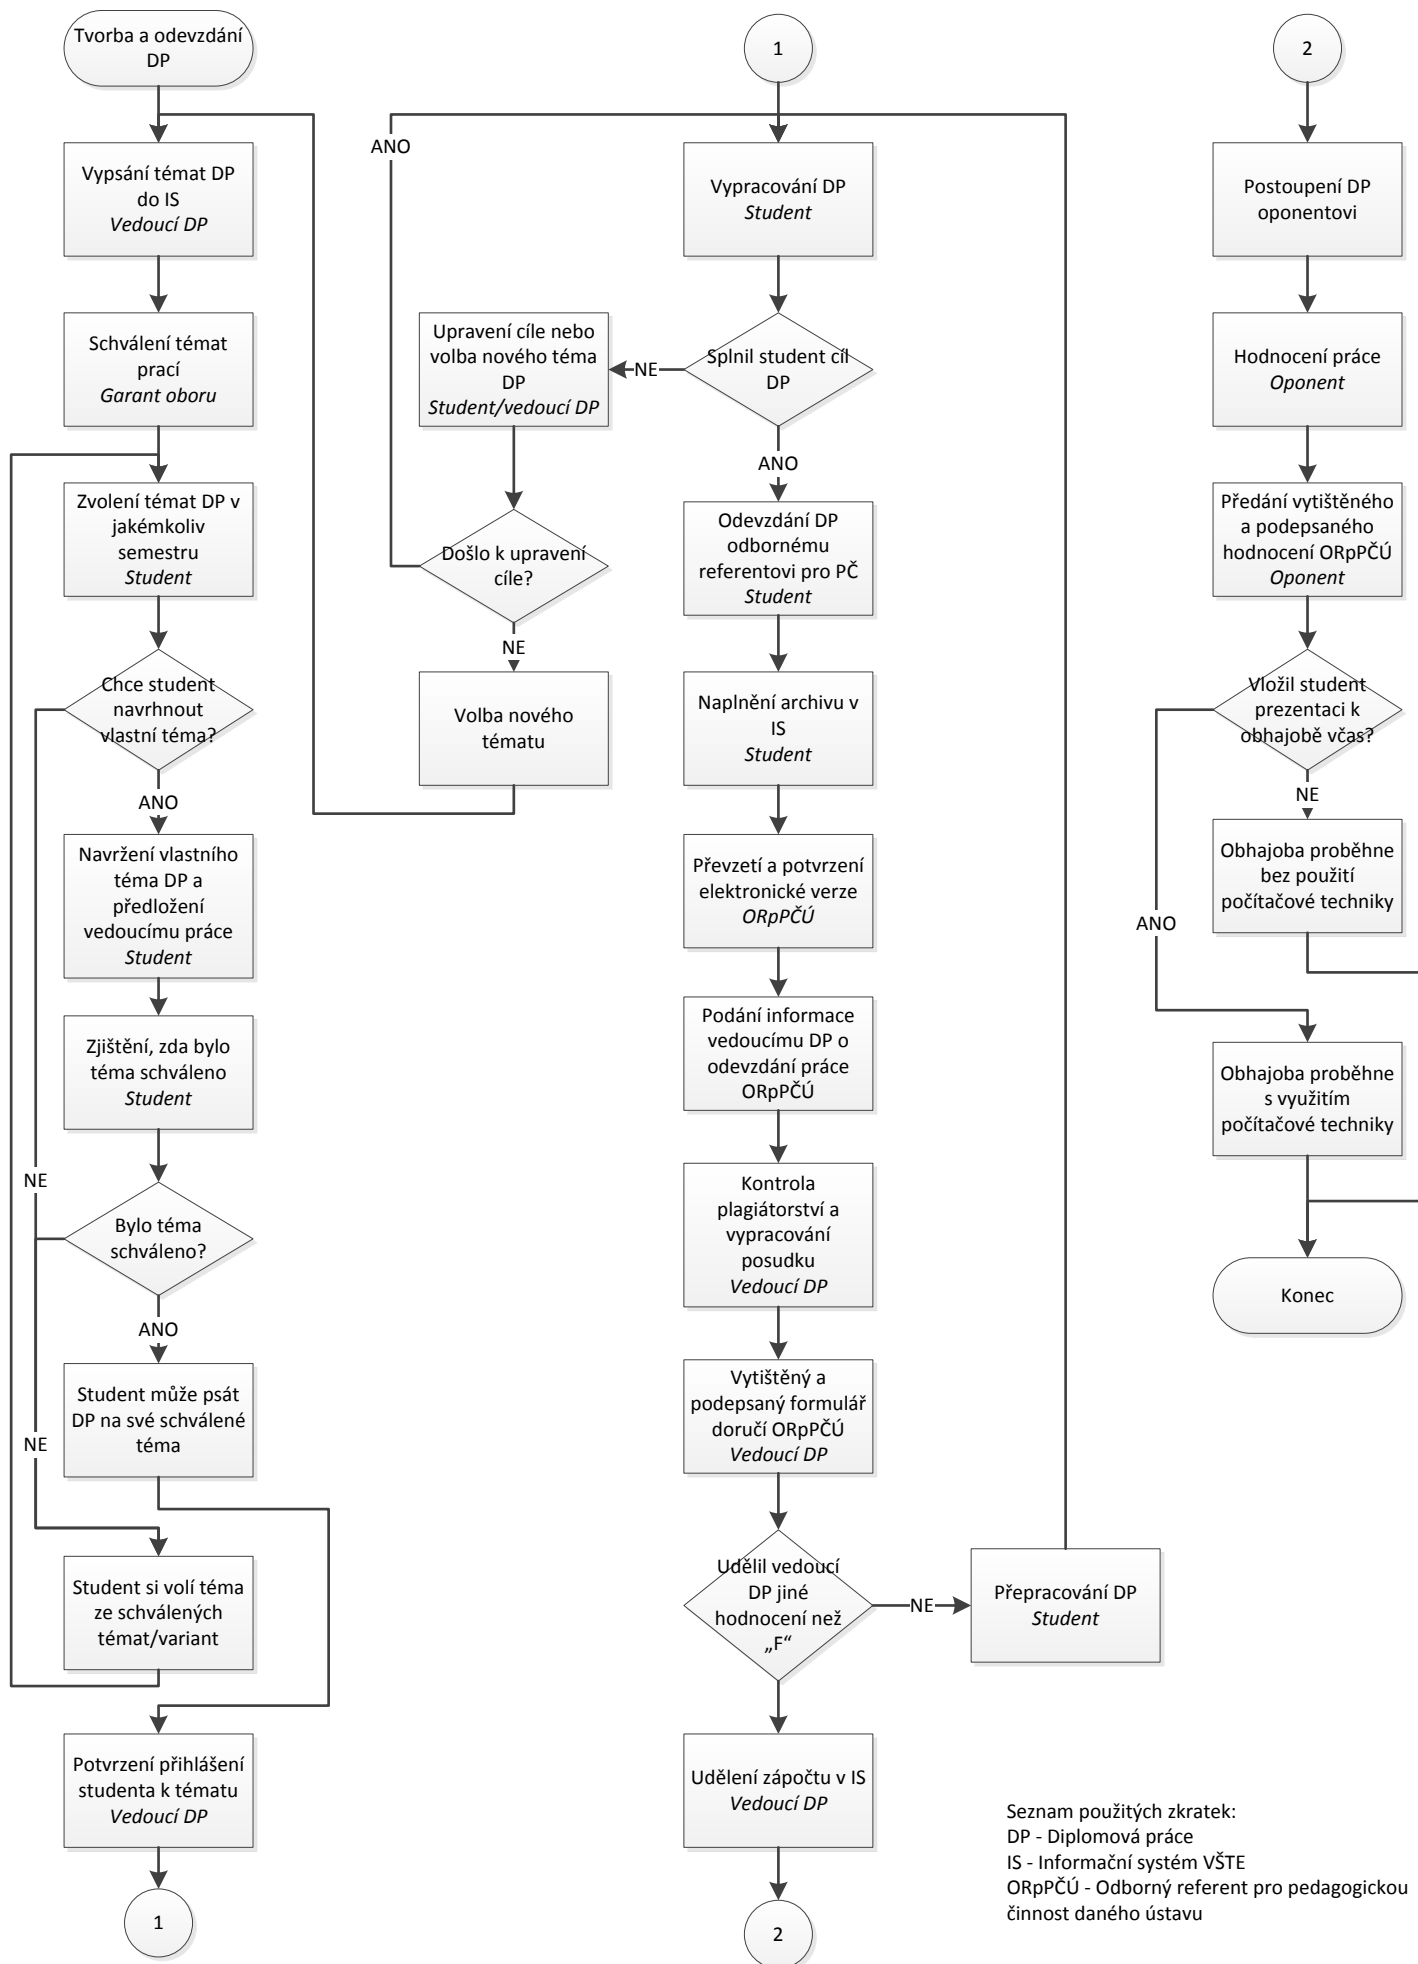 Tvorba a odevzdání
DP
Vypsání témat DP
do IS
Vedoucí DP
Schválení témat
prací
Garant oboru
Zvolení témat DP v
jakémkoliv
semestru
Student
Chce student
navrhnout
vlastní téma?
ANO
Navržení vlastního
téma DP a
předložení
vedoucímu práce
Student
Zjištění, zda bylo
téma schváleno
Student
NE
Bylo téma
schváleno?
ANO
Student může psát
DP na své schválené
téma
NE
Student si volí téma
ze schválených
témat/variant
Potvrzení přihlášení
studenta k tématu
Vedoucí DP
1
1
ANO
Vypracování DP
Student
Splnil student cíl
DP
NE
Upravení cíle nebo
volba nového téma
DP
Student/vedoucí DP
Došlo k upravení
cíle?
NE
Volba nového
tématu
ANO
Odevzdání DP
odbornému
referentovi pro PČ
Student
Naplnění archivu v
IS
Student
Převzetí a potvrzení
elektronické verze
ORpPČÚ
Podání informace
vedoucímu DP o
odevzdání práce
ORpPČÚ
Kontrola
plagiátorství a
vypracování
posudku
Vedoucí DP
Vytištěný a
podepsaný formulář
doručí ORpPČÚ
Vedoucí DP
Udělil vedoucí
DP jiné
hodnocení než
„F“
NE
Přepracování DP
Student
Udělení zápočtu v IS
Vedoucí DP
2
2
Postoupení DP
oponentovi
Hodnocení práce
Oponent
Předání vytištěného
a podepsaného
hodnocení ORpPČÚ
Oponent
Vložil student
prezentaci k
obhajobě včas?
NE
Obhajoba proběhne
bez použití
počítačové techniky
ANO
Obhajoba proběhne
s využitím
počítačové techniky
Konec
Seznam použitých zkratek:
DP - Diplomová práce
IS - Informační systém VŠTE
ORpPČÚ - Odborný referent pro pedagogickou
činnost daného ústavu